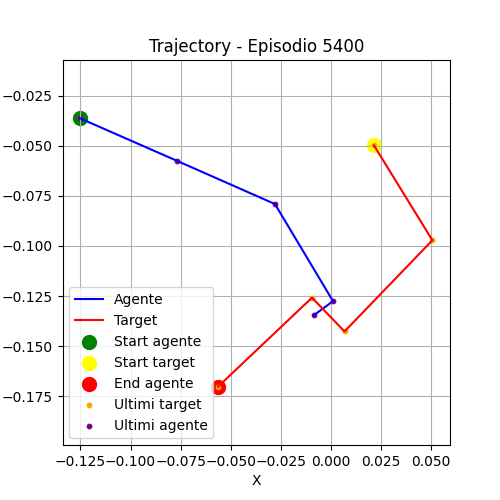 Trajectory - Episodio 5400
−0.025
−0.050
−0.075
−0.100
−0.125
−0.150
−0.175
Agente
Target
Start agente
Start target
End agente
Ultimi target
Ultimi agente
−0.125 −0.100 −0.075 −0.050 −0.025 0.000 0.025 0.050
X